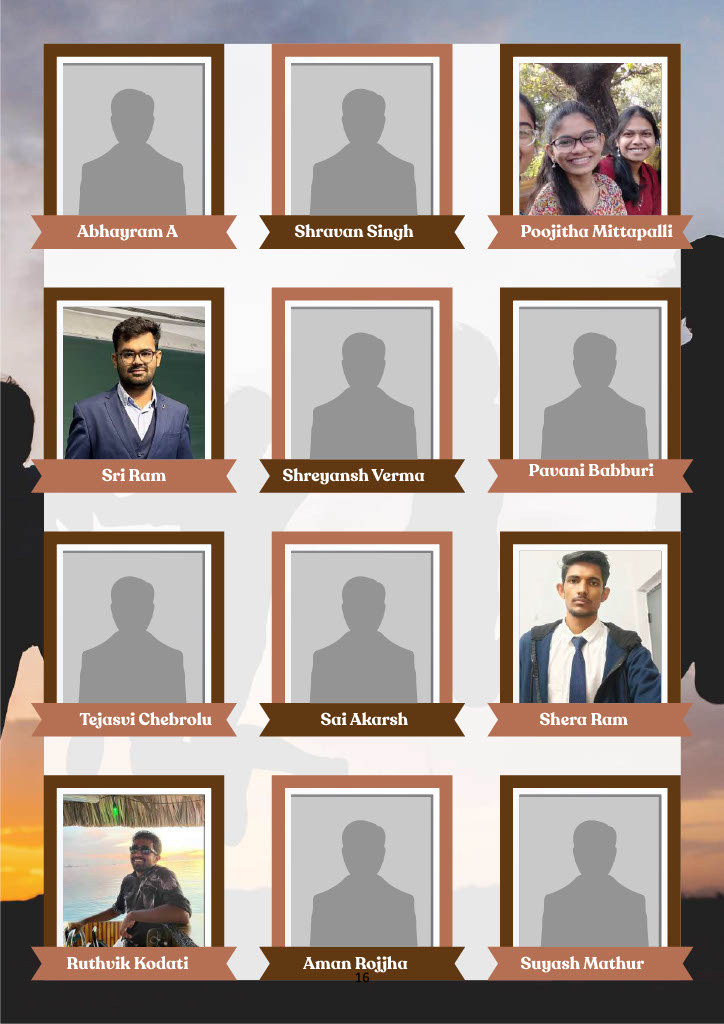 Abhayram A
Shravan Singh
Poojitha Mittapalli
Sri Ram
Shreyansh Verma
Pavani Babburi
Tejasvi Chebrolu
Sai Akarsh
Shera Ram
Ruthvik Kodati
Aman Rojjha
Suyash Mathur
16